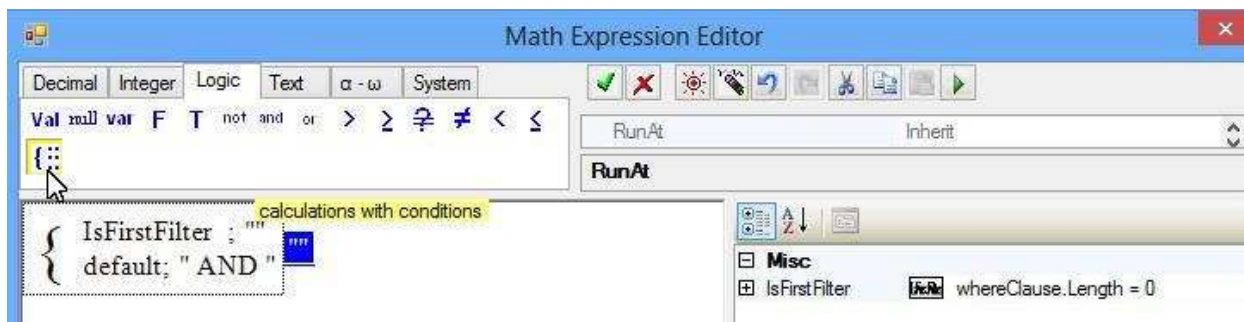 Math Expression Editor
Decimal Integer Logic Text α - ω System
Val null var F T not and or > ≥ ≟ ≠ < ≤
{::
RunAt Inherit
RunAt
calculations with conditions
{ IsFirstFilter ; ""
default; " AND "
""
Misc
IsFirstFilter whereClause.Length = 0